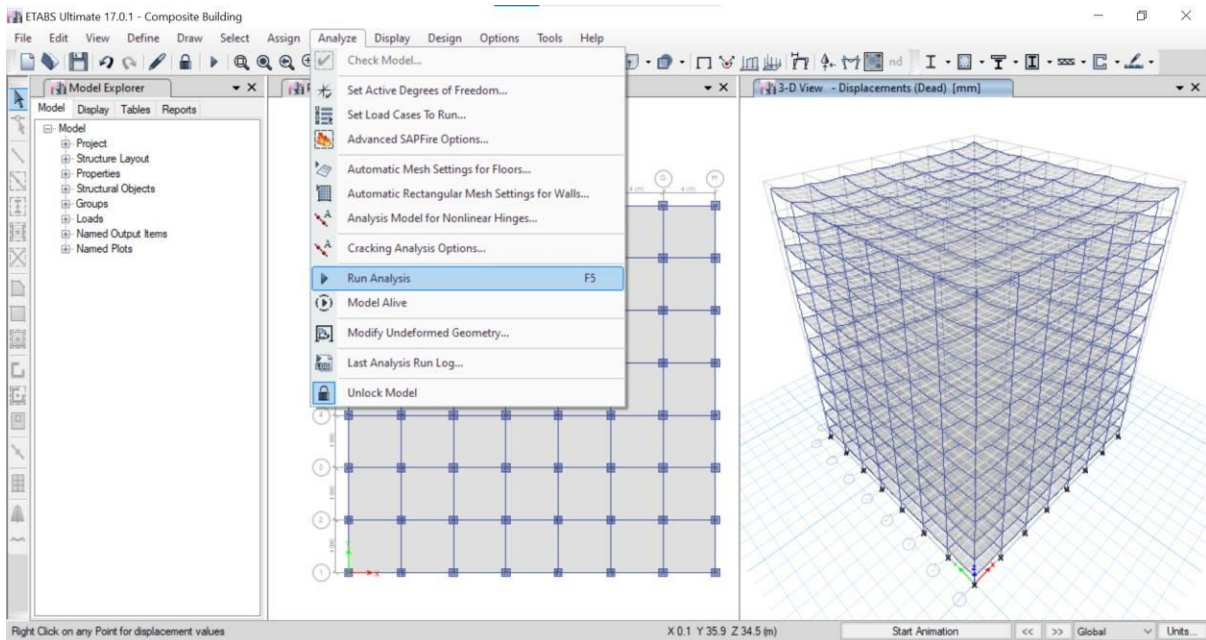 ETABS Ultimate 17.0.1 - Composite Building
File Edit View Define Draw Select Assign Analyze Display Design Options Tools Help
nd
Model Explorer
Model Display Tables Reports
Model
Project
Structure Layout
Properties
Structural Objects
Groups
Loads
Named Output Items
Named Plots
Check Model...
Set Active Degrees of Freedom...
Set Load Cases To Run...
Advanced SAPFire Options...
Automatic Mesh Settings for Floors...
Automatic Rectangular Mesh Settings for Walls...
Analysis Model for Nonlinear Hinges...
Cracking Analysis Options...
Run Analysis F5
Model Alive
Modify Undeformed Geometry...
Last Analysis Run Log...
Unlock Model
G H
4
3
2
1
X
3-D View - Displacements (Dead) [mm]
Right Click on any Point for displacement values
X 0.1 Y 35.9 Z 34.5 (m)
Start Animation << >> Global Units...